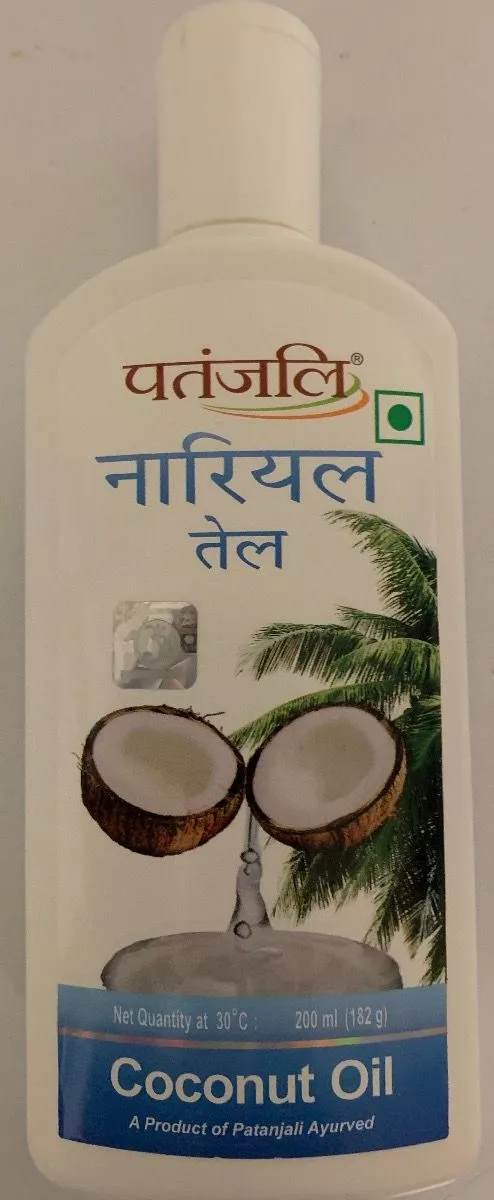 पतंजलि®
नारियल
तेल
Net Quantity at 30°C : 200 ml (182 g)
Coconut Oil
A Product of Patanjali Ayurved